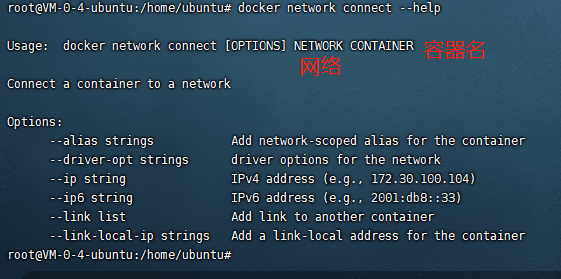 root@VM-0-4-ubuntu:/home/ubuntu# docker network connect --help
Usage:  docker network connect [OPTIONS] NETWORK CONTAINER 容器名
网络
Connect a container to a network
Options:
      --alias strings           Add network-scoped alias for the container
      --driver-opt strings      driver options for the network
      --ip string               IPv4 address (e.g., 172.30.100.104)
      --ip6 string              IPv6 address (e.g., 2001:db8::33)
      --link list               Add link to another container
      --link-local-ip strings   Add a link-local address for the container
root@VM-0-4-ubuntu:/home/ubuntu#